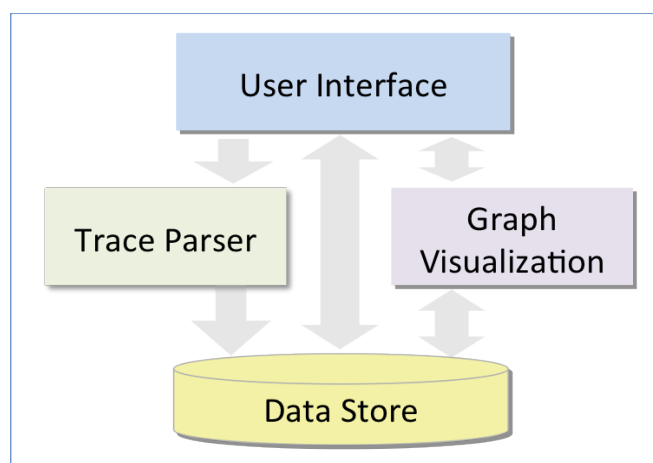 User Interface
Trace Parser
Graph
Visualization
Data Store